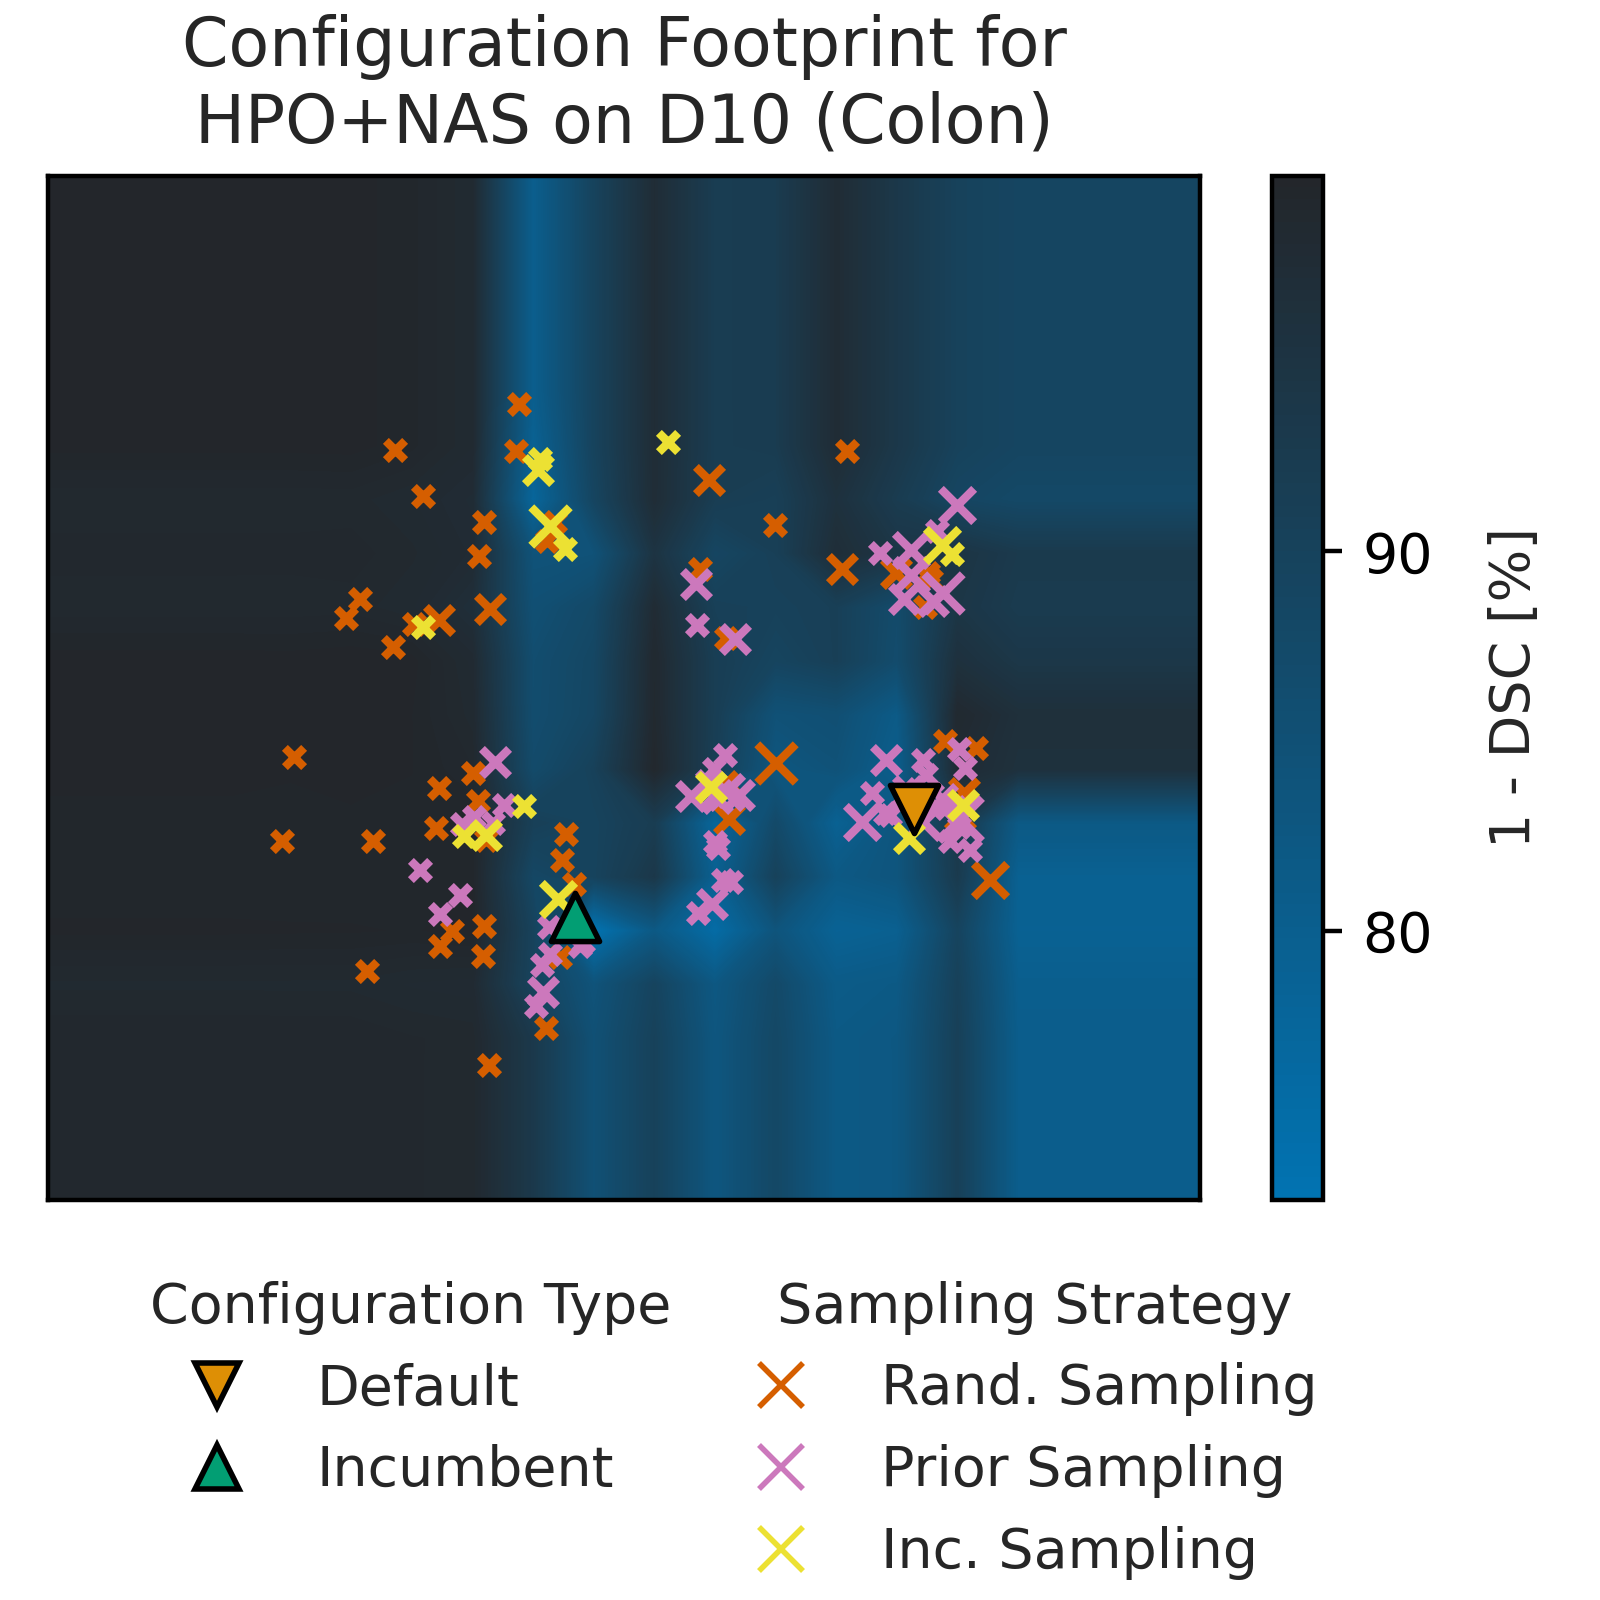 Configuration Footprint for
HPO+NAS on D10 (Colon)
90
80
1 - DSC [%]
Configuration Type
Default
Incumbent
Sampling Strategy
Rand. Sampling
Prior Sampling
Inc. Sampling